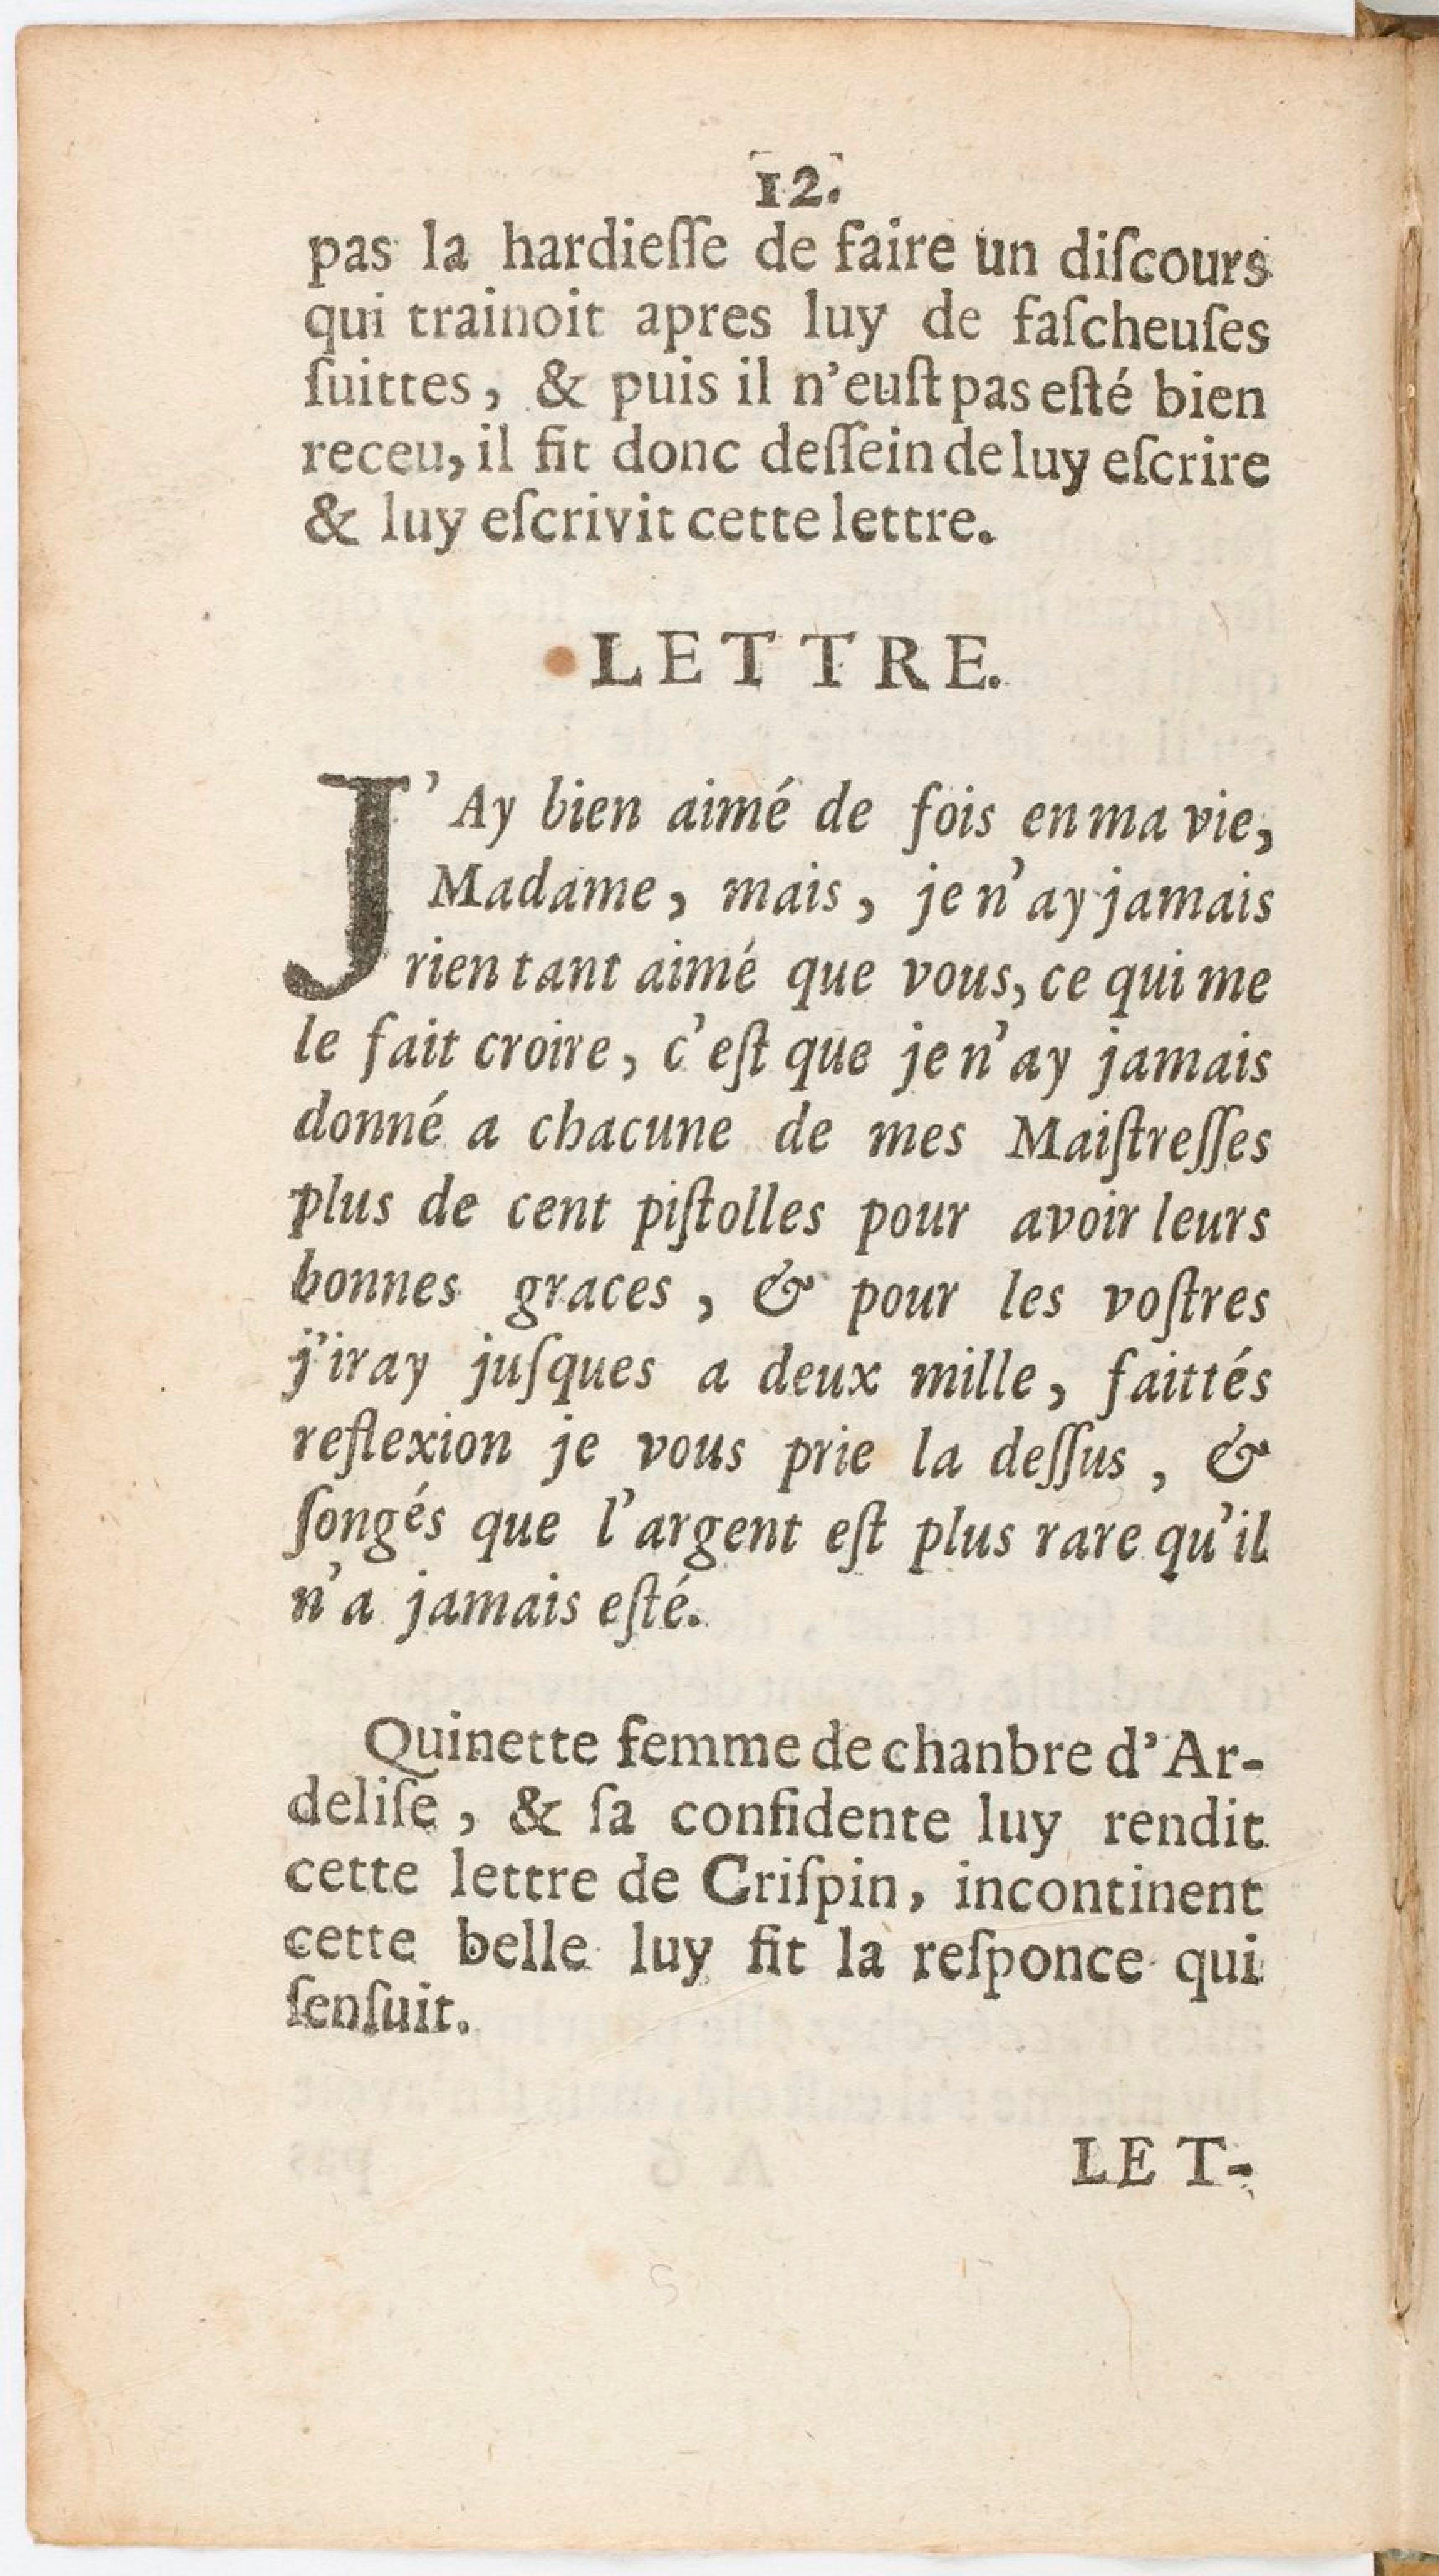 12.
pas la hardieſſe de faire un diſcours
qui trainoit apres luy de faſcheuſes
ſuittes, & puis il n'euſt pas eſté bien
receu, il fit donc deſſein de luy eſcrire
& luy eſcrivit cette lettre.
LETTRE.
J'Ay bien aimé de fois en ma vie,
Madame, mais, je n'ay jamais
rien tant aimé que vous, ce qui me
le fait croire, c'eſt que je n'ay jamais
donné a chacune de mes Maiſtreſſes
plus de cent piſtolles pour avoir leurs
bonnes graces, & pour les voſtres
j'iray juſques a deux mille, faittés
reflexion je vous prie la deſſus, &
ſongés que l'argent eſt plus rare qu'il
n'a jamais eſté.
Quinette femme de chanbre d'Ar-
deliſe, & ſa confidente luy rendit
cette lettre de Criſpin, incontinent
cette belle luy fit la reſponce qui
ſenſuit.
LET-